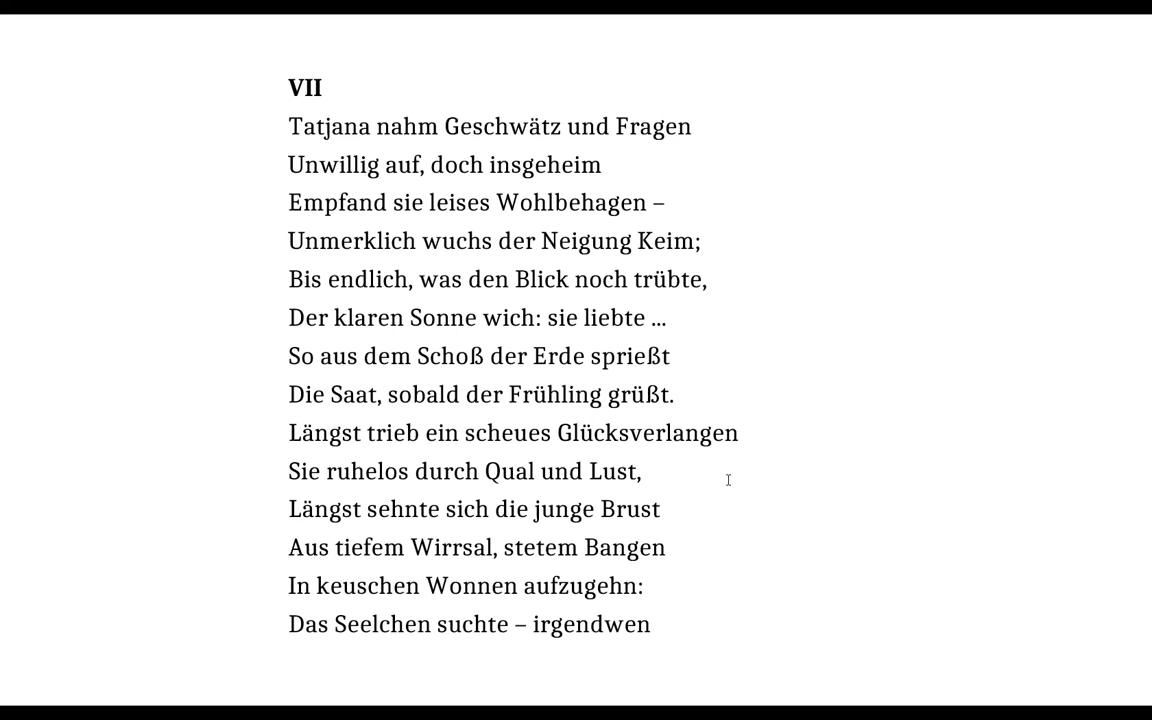 VII
Tatjana nahm Geschwätz und Fragen
Unwillig auf, doch insgeheim
Empfand sie leises Wohlbehagen –
Unmerklich wuchs der Neigung Keim;
Bis endlich, was den Blick noch trübte,
Der klaren Sonne wich: sie liebte ...
So aus dem Schoß der Erde sprießt
Die Saat, sobald der Frühling grüßt.
Längst trieb ein scheues Glücksverlangen
Sie ruhelos durch Qual und Lust,
Längst sehnte sich die junge Brust
Aus tiefem Wirrsal, stetem Bangen
In keuschen Wonnen aufzugehn:
Das Seelchen suchte – irgendwen